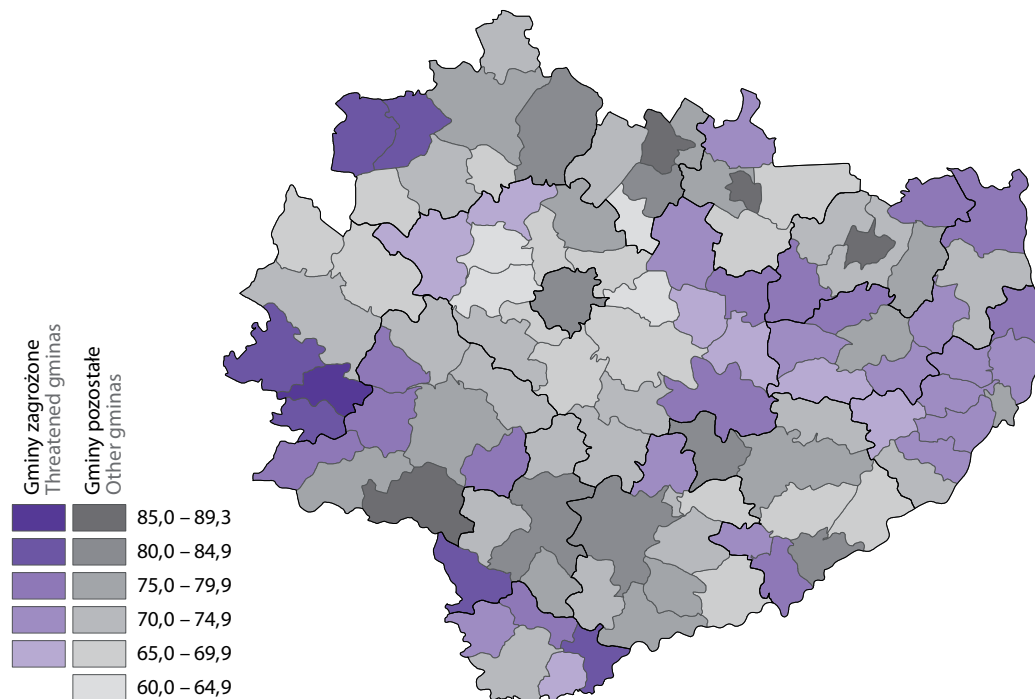 Gminy zagrożone
Threatened gminas
Gminy pozostałe
Other gminas
85,0 – 89,3
80,0 – 84,9
75,0 – 79,9
70,0 – 74,9
65,0 – 69,9
60,0 – 64,9